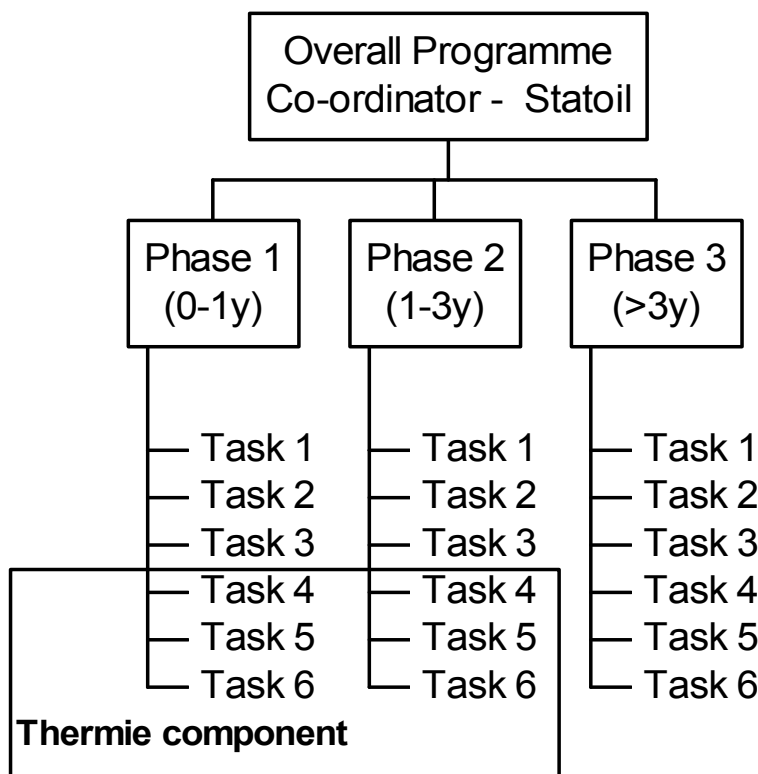 Overall Programme
Co-ordinator - Statoil
Phase 1
(0-1y)
Phase 2
(1-3y)
Phase 3
(>3y)
Task 1
Task 2
Task 3
Task 4
Task 5
Task 6
Task 1
Task 2
Task 3
Task 4
Task 5
Task 6
Task 1
Task 2
Task 3
Task 4
Task 5
Task 6
Thermie component